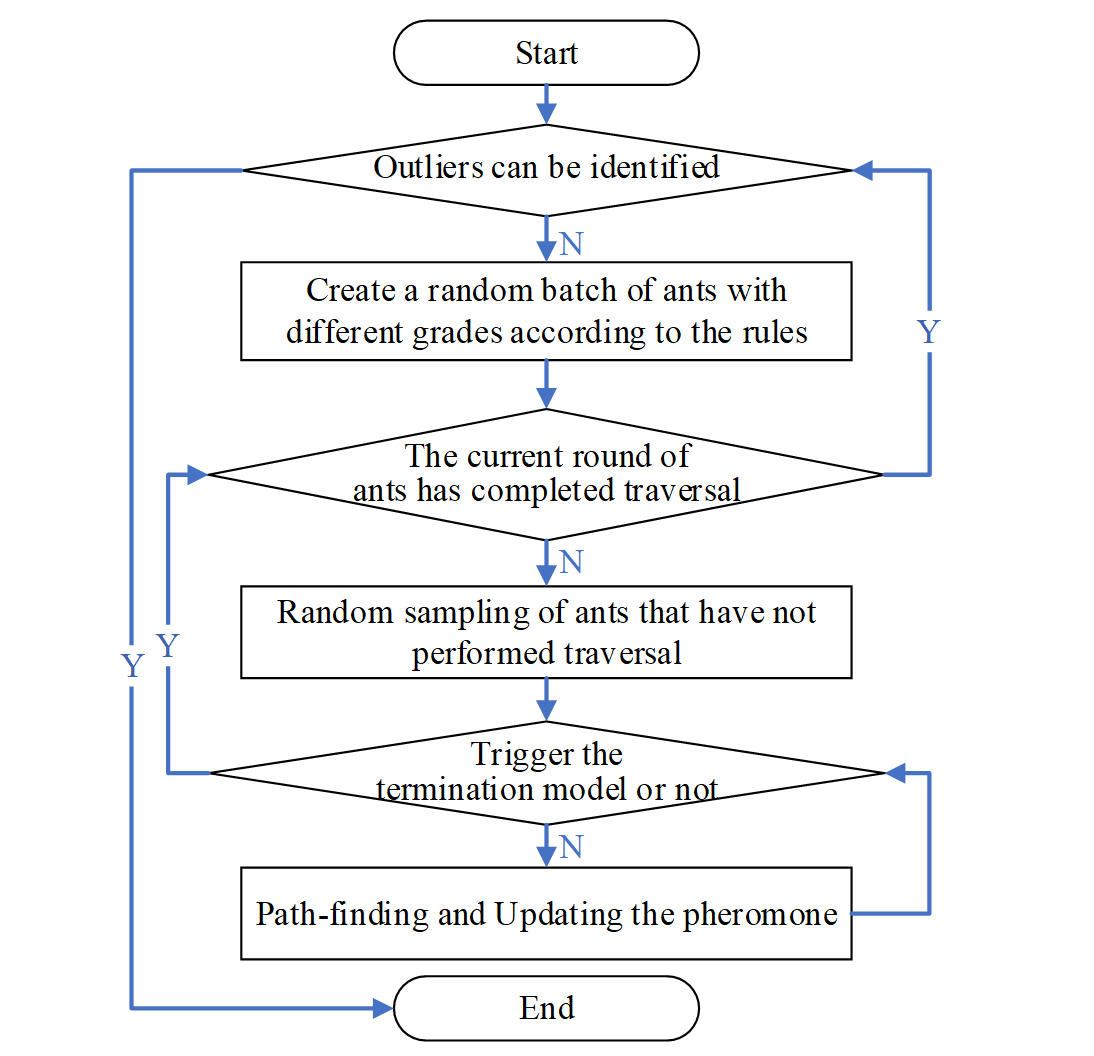 Start
Outliers can be identified
N
Create a random batch of ants with
different grades according to the rules
Y
The current round of
ants has completed traversal
N
Random sampling of ants that have not
performed traversal
Y
Y
Trigger the
termination model or not
N
Path-finding and Updating the pheromone
End